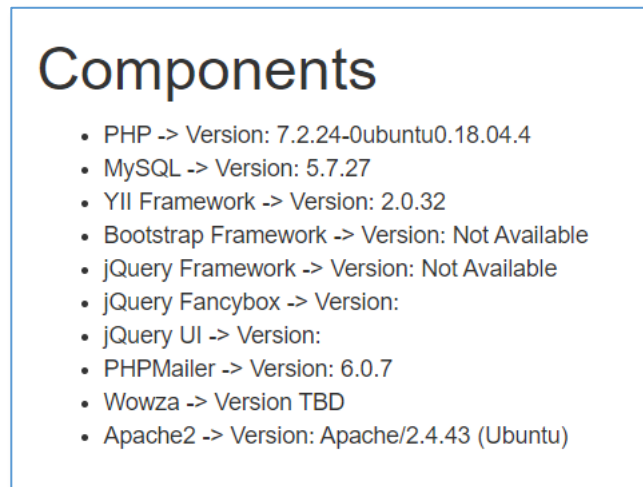 Components
• PHP -> Version: 7.2.24-0ubuntu0.18.04.4
• MySQL -> Version: 5.7.27
• YII Framework -> Version: 2.0.32
• Bootstrap Framework -> Version: Not Available
• jQuery Framework -> Version: Not Available
• jQuery Fancybox -> Version:
• jQuery UI -> Version:
• PHPMailer -> Version: 6.0.7
• Wowza -> Version TBD
• Apache2 -> Version: Apache/2.4.43 (Ubuntu)